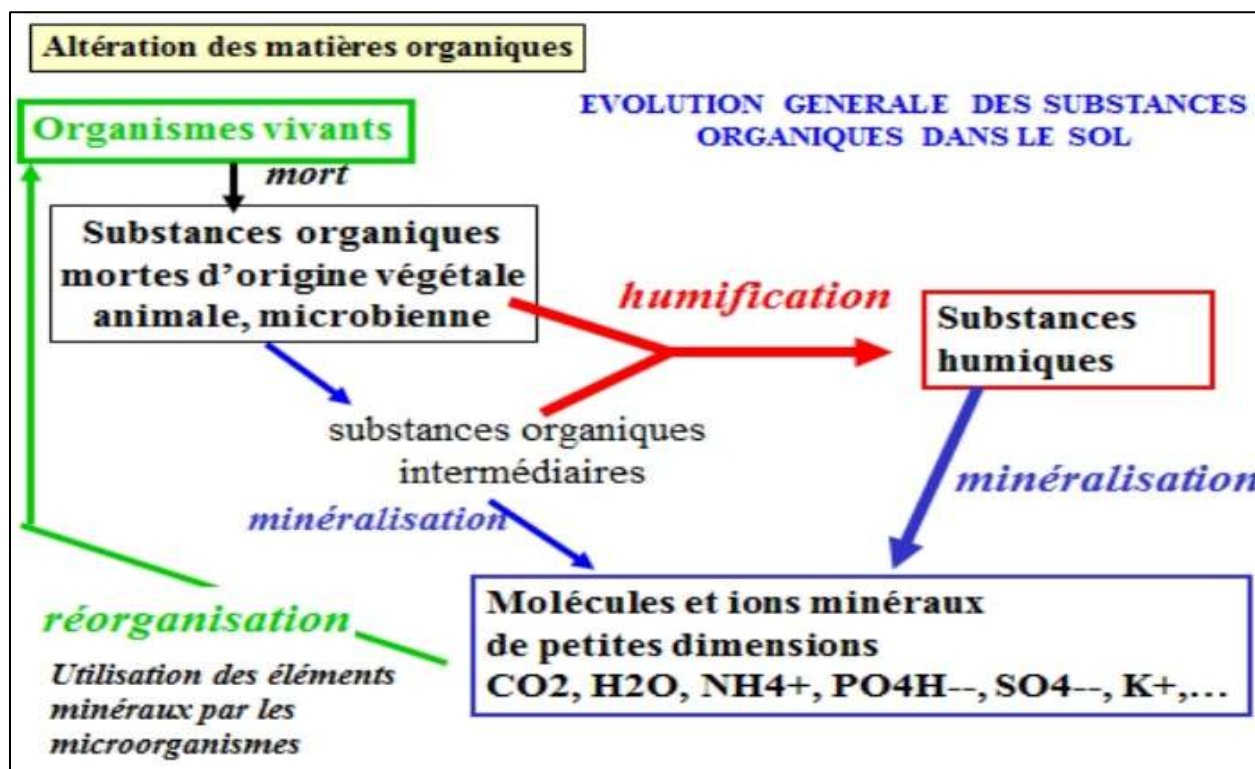 Altération des matières organiques
EVOLUTION GENERALE DES SUBSTANCES
ORGANIQUES DANS LE SOL
Organismes vivants
mort
Substances organiques
mortes d’origine végétale
animale, microbienne
humification
Substances
humiques
substances organiques
intermédiaires
minéralisation
minéralisation
Molécules et ions minéraux
de petites dimensions
CO2, H2O, NH4+, PO4H--, SO4--, K+,…
réorganisation
Utilisation des éléments
minéraux par les
microorganismes